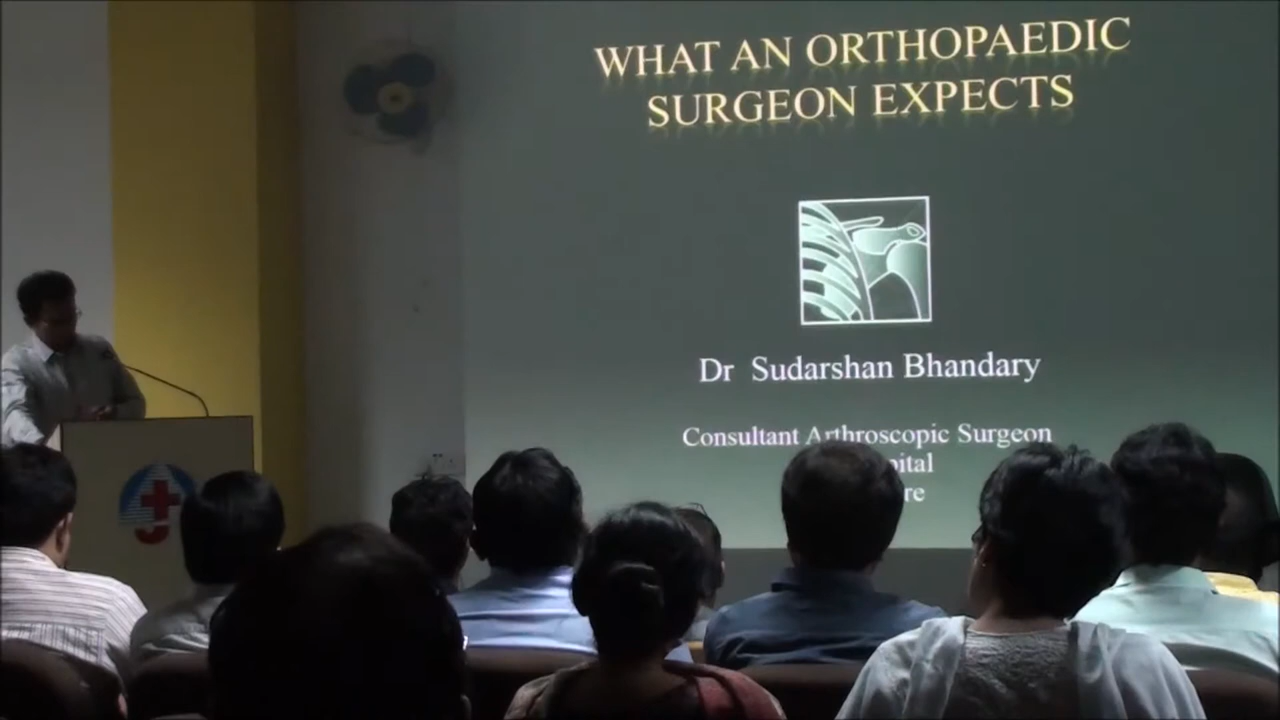 WHAT AN ORTHOPAEDIC
SURGEON EXPECTS
Dr Sudarshan Bhandary
Consultant Arthroscopic Surgeon